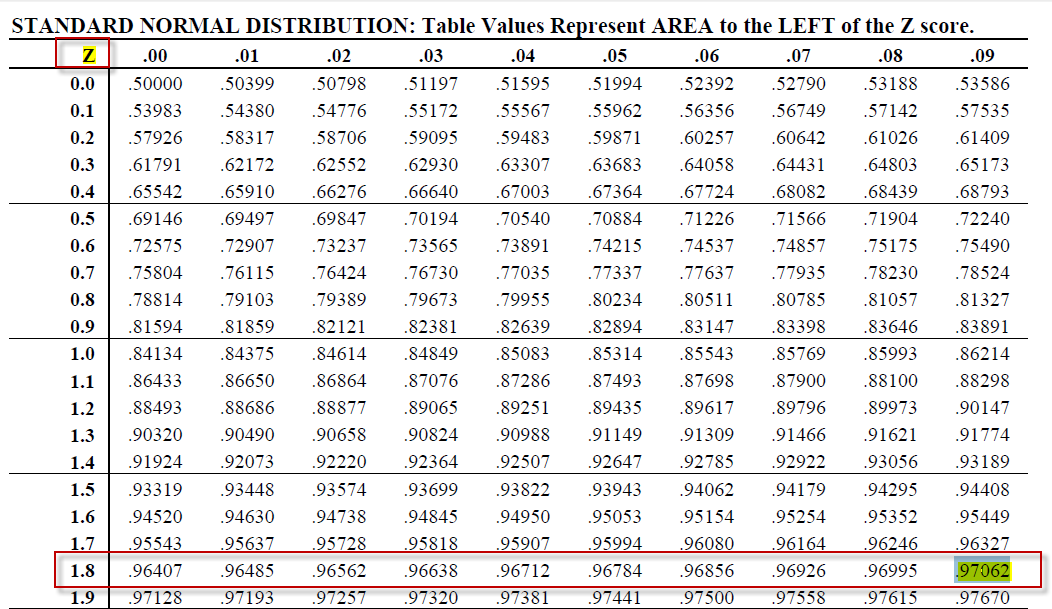 STANDARD NORMAL DISTRIBUTION: Table Values Represent AREA to the LEFT of the Z score.
Z .00 .01 .02 .03 .04 .05 .06 .07 .08 .09
0.0 .50000 .50399 .50798 .51197 .51595 .51994 .52392 .52790 .53188 .53586
0.1 .53983 .54380 .54776 .55172 .55567 .55962 .56356 .56749 .57142 .57535
0.2 .57926 .58317 .58706 .59095 .59483 .59871 .60257 .60642 .61026 .61409
0.3 .61791 .62172 .62552 .62930 .63307 .63683 .64058 .64431 .64803 .65173
0.4 .65542 .65910 .66276 .66640 .67003 .67364 .67724 .68082 .68439 .68793
0.5 .69146 .69497 .69847 .70194 .70540 .70884 .71226 .71566 .71904 .72240
0.6 .72575 .72907 .73237 .73565 .73891 .74215 .74537 .74857 .75175 .75490
0.7 .75804 .76115 .76424 .76730 .77035 .77337 .77637 .77935 .78230 .78524
0.8 .78814 .79103 .79389 .79673 .79955 .80234 .80511 .80785 .81057 .81327
0.9 .81594 .81859 .82121 .82381 .82639 .82894 .83147 .83398 .83646 .83891
1.0 .84134 .84375 .84614 .84849 .85083 .85314 .85543 .85769 .85993 .86214
1.1 .86433 .86650 .86864 .87076 .87286 .87493 .87698 .87900 .88100 .88298
1.2 .88493 .88686 .88877 .89065 .89251 .89435 .89617 .89796 .89973 .90147
1.3 .90320 .90490 .90658 .90824 .90988 .91149 .91309 .91466 .91621 .91774
1.4 .91924 .92073 .92220 .92364 .92507 .92647 .92785 .92922 .93056 .93189
1.5 .93319 .93448 .93574 .93699 .93822 .93943 .94062 .94179 .94295 .94408
1.6 .94520 .94630 .94738 .94845 .94950 .95053 .95154 .95254 .95352 .95449
1.7 .95543 .95637 .95728 .95818 .95907 .95994 .96080 .96164 .96246 .96327
1.8 .96407 .96485 .96562 .96638 .96712 .96784 .96856 .96926 .96995 .97062
1.9 .97128 .97193 .97257 .97320 .97381 .97441 .97500 .97558 .97615 .97670